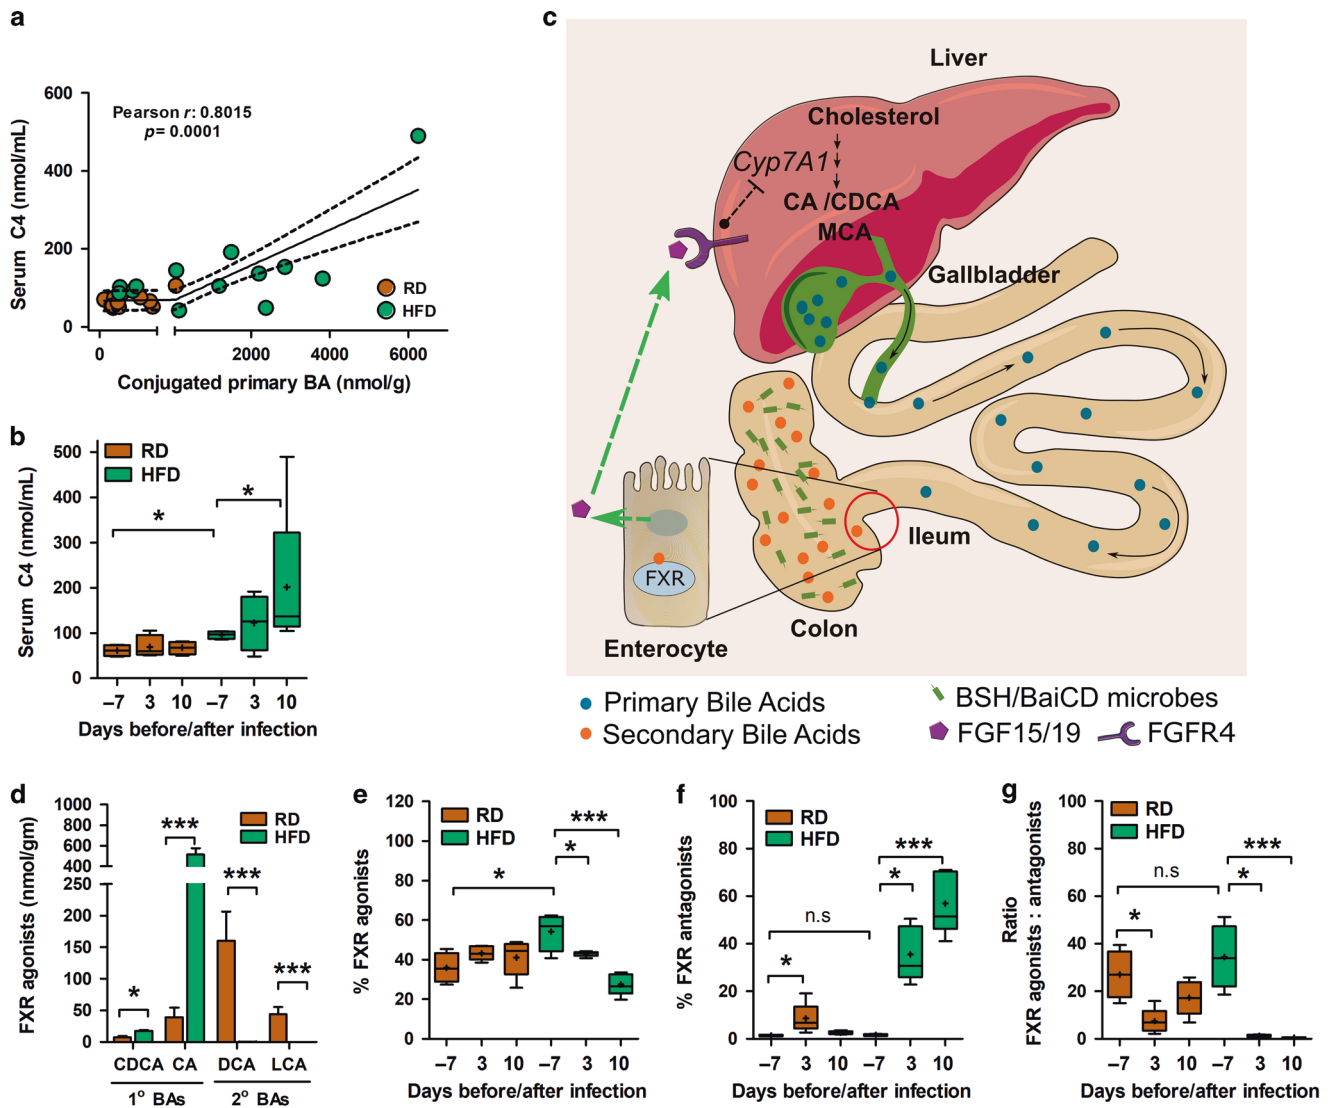 a
Serum C4 (nmol/mL)
600
400
200
0
Pearson r: 0.8015
p= 0.0001
RD
HFD
0
2000
4000
6000
Conjugated primary BA (nmol/g)
b
Serum C4 (nmol/mL)
500
400
300
200
100
0
RD
HFD
*
*
–7
3
10
–7
3
10
Days before/after infection
c
Liver
Cholesterol
Cyp7A1
CA /CDCA
MCA
Gallbladder
Ileum
FXR
Colon
Enterocyte
Primary Bile Acids
Secondary Bile Acids
BSH/BaiCD microbes
FGF15/19
FGFR4
d
FXR agonists (nmol/gm)
1000
800
600
400
250
200
150
100
50
0
RD
HFD
*
***
***
***
CDCA
CA
DCA
LCA
1° BAs
2° BAs
e
% FXR agonists
120
100
80
60
40
20
0
RD
HFD
*
***
*
–7
3
10
–7
3
10
Days before/after infection
f
% FXR antagonists
100
80
60
40
20
0
RD
HFD
***
*
n.s
*
–7
3
10
–7
3
10
Days before/after infection
g
Ratio
FXR agonists : antagonists
100
80
60
40
20
0
RD
HFD
***
n.s
*
*
–7
3
10
–7
3
10
Days before/after infection